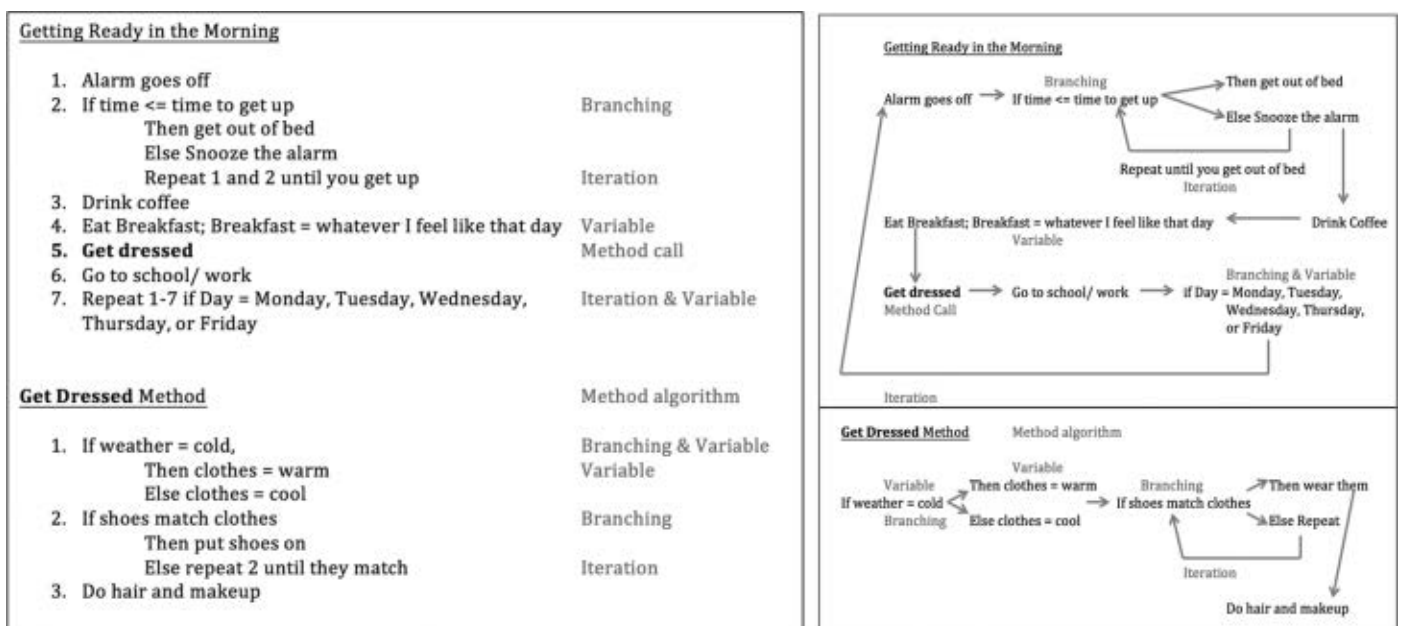 Getting Ready in the Morning
1. Alarm goes off
2. If time <= time to get up Branching
Then get out of bed
Else Snooze the alarm
Repeat 1 and 2 until you get up Iteration
3. Drink coffee
4. Eat Breakfast; Breakfast = whatever I feel like that day Variable
5. Get dressed Method call
6. Go to school/ work
7. Repeat 1-7 if Day = Monday, Tuesday, Wednesday, Iteration & Variable
Thursday, or Friday
Get Dressed Method Method algorithm
1. If weather = cold, Branching & Variable
Then clothes = warm Variable
Else clothes = cool
2. If shoes match clothes Branching
Then put shoes on
Else repeat 2 until they match Iteration
3. Do hair and makeup
Getting Ready in the Morning
Branching
Then get out of bed
Alarm goes off If time <= time to get up
Else Snooze the alarm
Repeat until you get out of bed
Iteration
Eat Breakfast; Breakfast = whatever I feel like that day Drink Coffee
Variable
Branching & Variable
Get dressed Go to school/ work if Day = Monday, Tuesday,
Method Call Wednesday, Thursday,
or Friday
Iteration
Get Dressed Method Method algorithm
Variable
Variable Then clothes = warm Branching Then wear them
If weather = cold If shoes match clothes
Branching Else clothes = cool Else Repeat
Iteration
Do hair and makeup